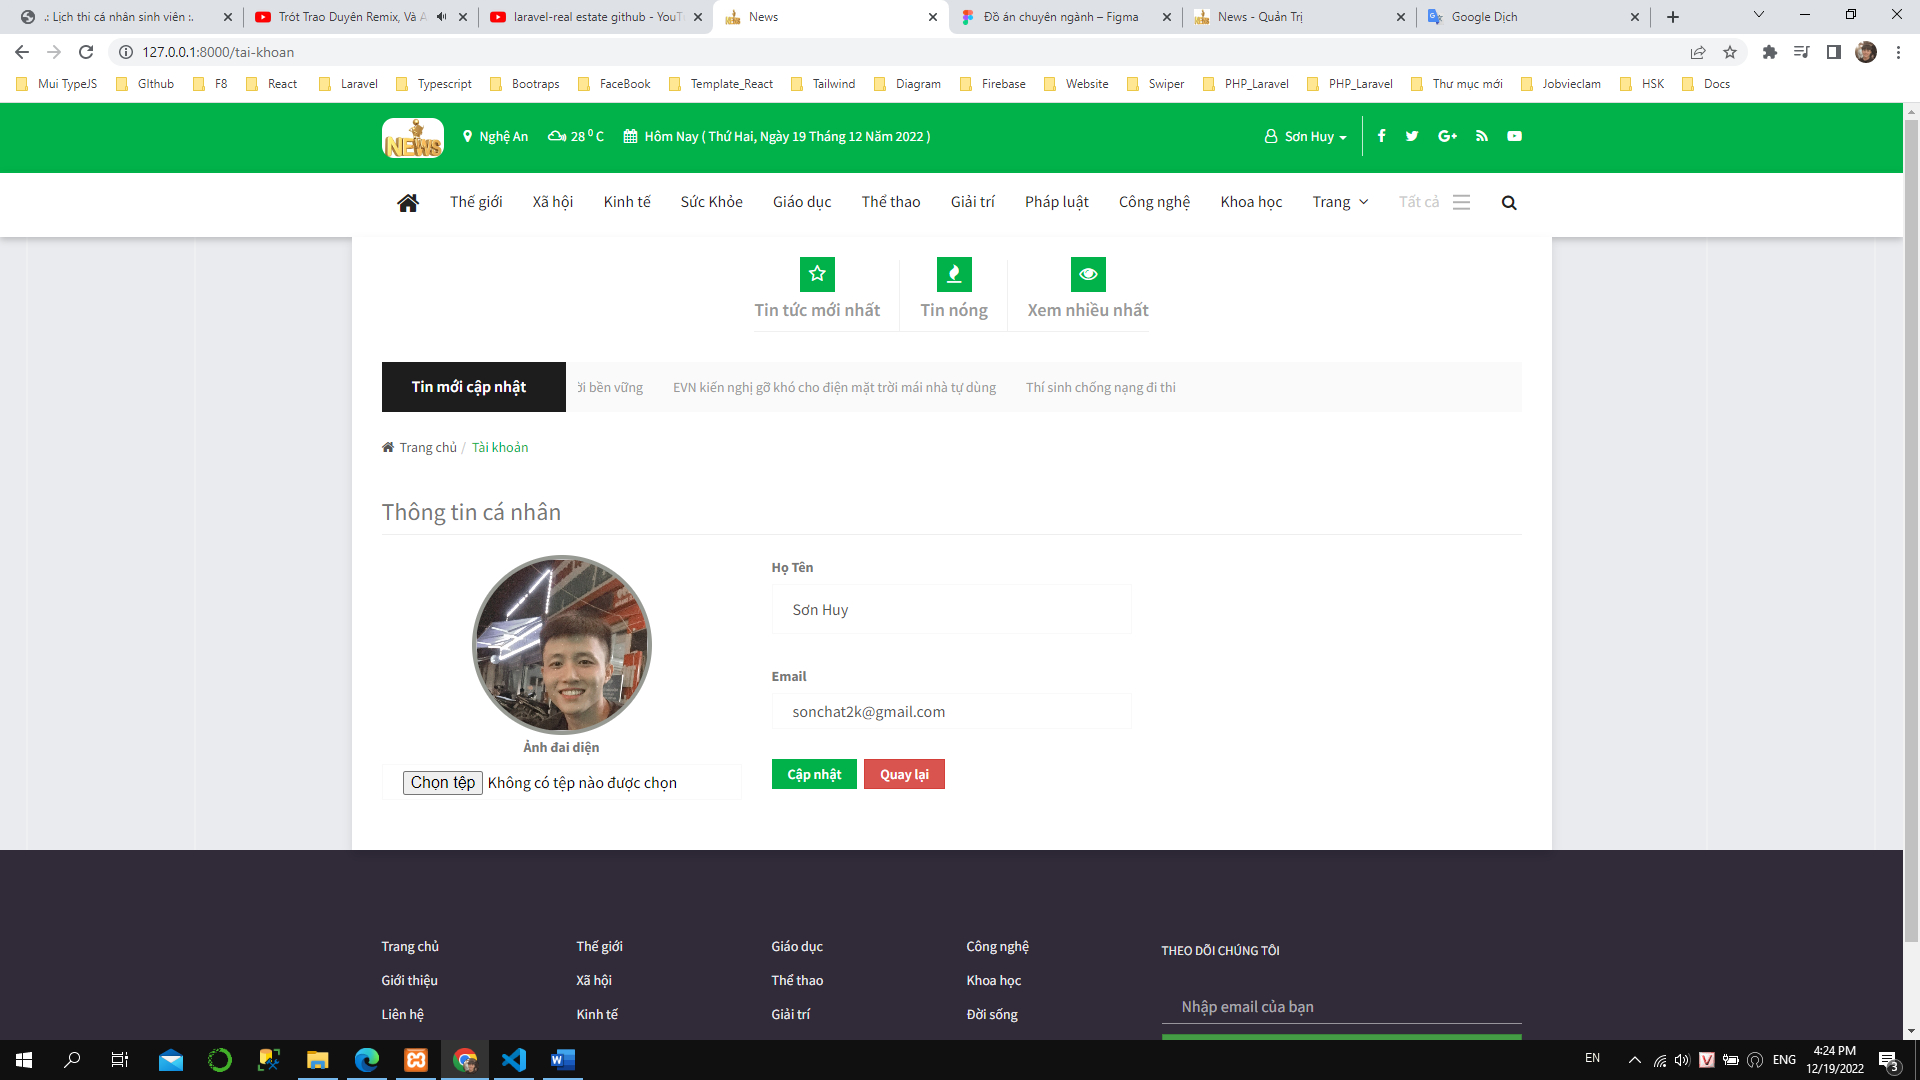 .: Lịch thi cá nhân sinh viên :.
Trót Trao Duyên Remix, Và A
laravel-real estate github - YouT
News
Đồ án chuyên ngành – Figma
News - Quản Trị
Google Dịch
127.0.0.1:8000/tai-khoan
Mui TypeJS GIthub F8 React Laravel Typescript Bootraps FaceBook Template_React Tailwind Diagram Firebase Website Swiper PHP_Laravel PHP_Laravel Thư mục mới Jobvieclam HSK Docs
NEWS Nghệ An 28 0 C Hôm Nay ( Thứ Hai, Ngày 19 Tháng 12 Năm 2022 ) Sơn Huy
Thế giới Xã hội Kinh tế Sức Khỏe Giáo dục Thể thao Giải trí Pháp luật Công nghệ Khoa học Trang Tất cả
Tin tức mới nhất Tin nóng Xem nhiều nhất
Tin mới cập nhật ời bền vững EVN kiến nghị gỡ khó cho điện mặt trời mái nhà tự dùng Thí sinh chống nạng đi thi
Trang chủ / Tài khoản
Thông tin cá nhân
Họ Tên
Sơn Huy
Email
sonchat2k@gmail.com
Ảnh đai diện
Chọn tệp Không có tệp nào được chọn
Cập nhật Quay lại
Trang chủ Thế giới Giáo dục Công nghệ THEO DÕI CHÚNG TÔI
Giới thiệu Xã hội Thể thao Khoa học
Liên hệ Kinh tế Giải trí Đời sống Nhập email của bạn
EN ENG 4:24 PM
12/19/2022 3